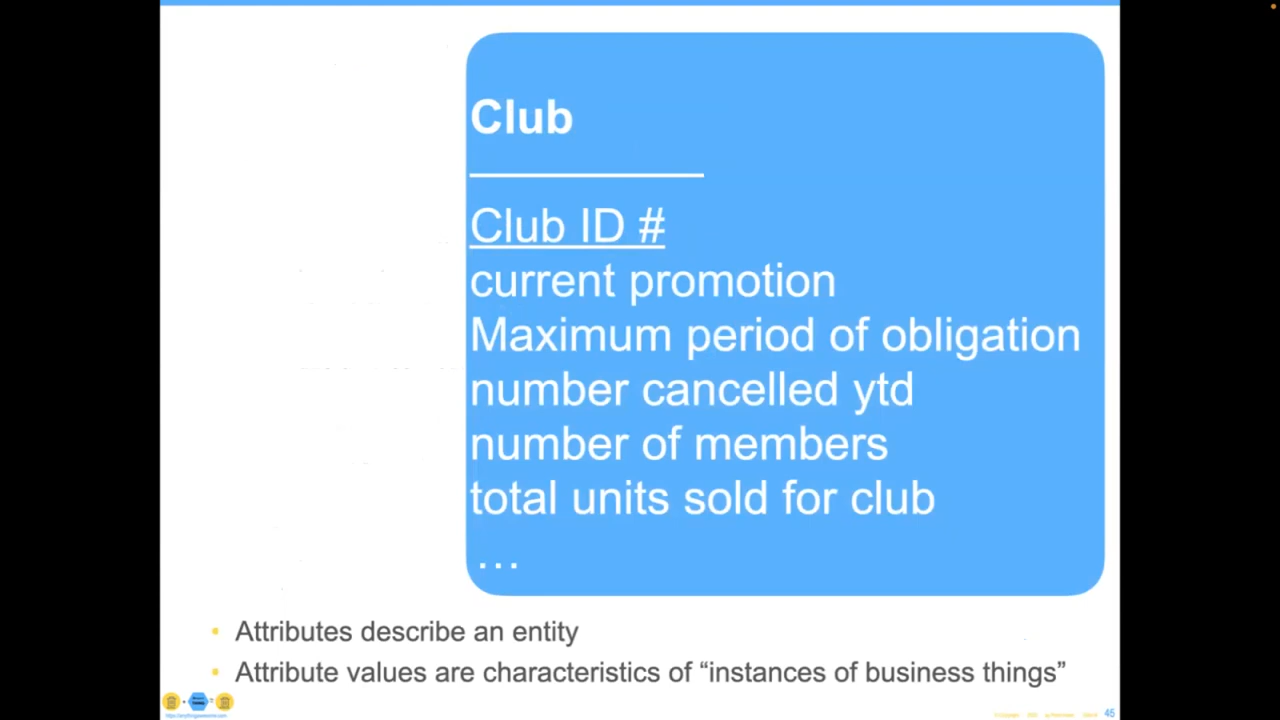 Club
Club ID #
current promotion
Maximum period of obligation
number cancelled ytd
number of members
total units sold for club
...
• Attributes describe an entity
• Attribute values are characteristics of “instances of business things”
45